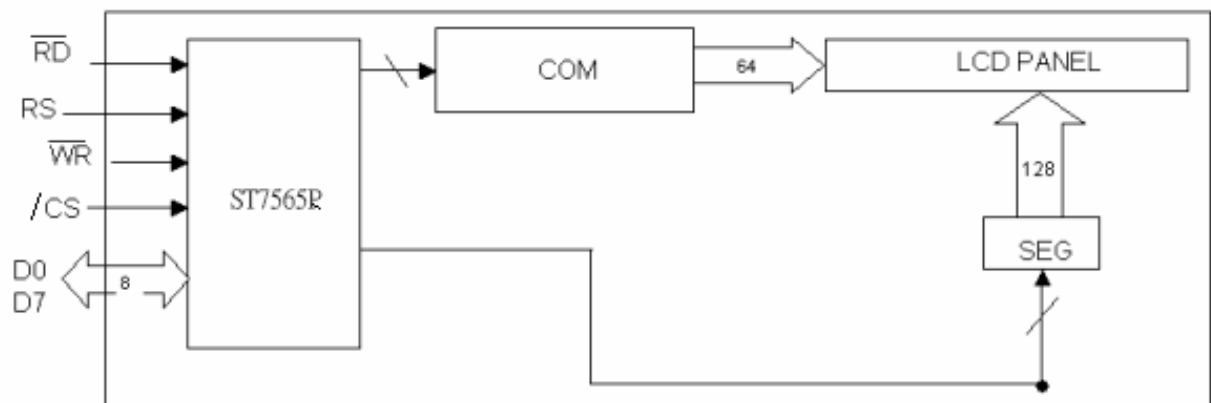 RD
RS
WR
/CS
D0
D7
8
ST7565R
COM
64
LCD PANEL
128
SEG